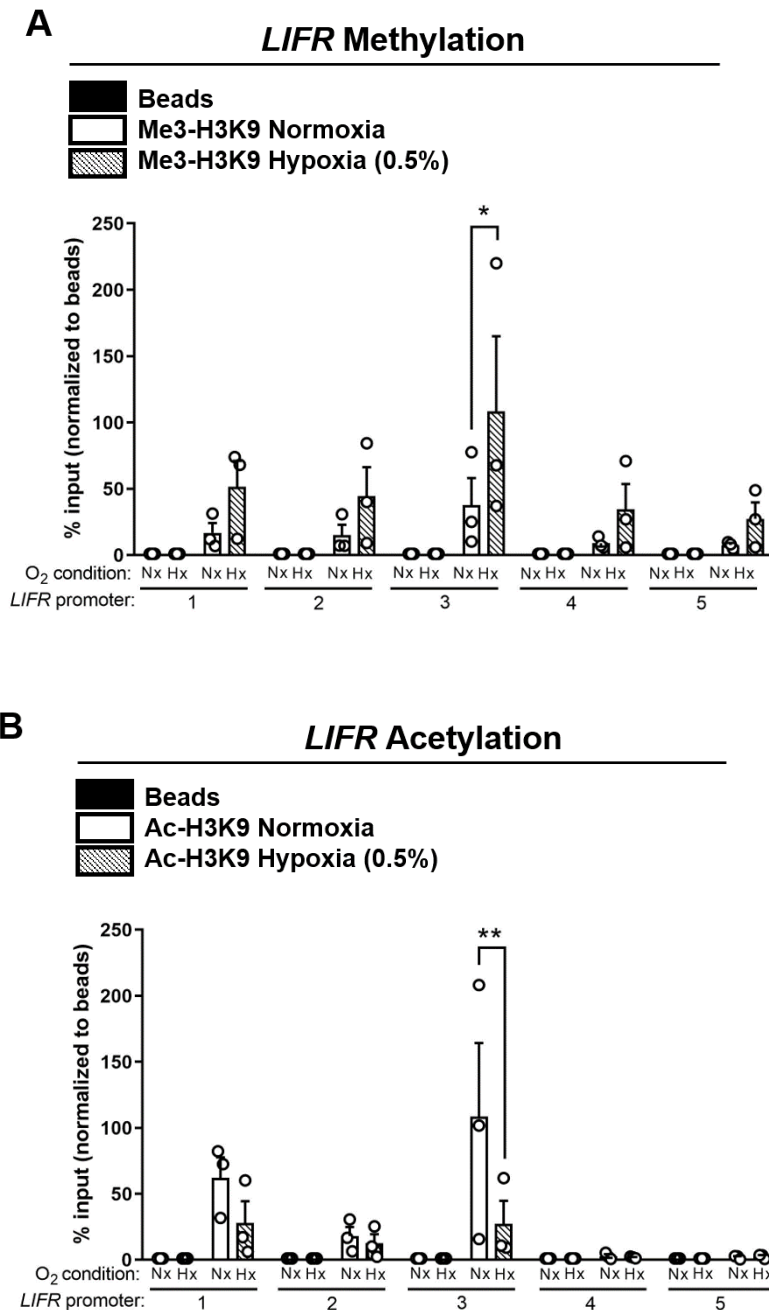 A
LIFR Methylation
Beads
Me3-H3K9 Normoxia
Me3-H3K9 Hypoxia (0.5%)
% input (normalized to beads)
250
200
150
100
50
0
*
O2 condition: Nx Hx Nx Hx Nx Hx Nx Hx Nx Hx Nx Hx Nx Hx Nx Hx Nx Hx Nx Hx
LIFR promoter: 1 2 3 4 5
B
LIFR Acetylation
Beads
Ac-H3K9 Normoxia
Ac-H3K9 Hypoxia (0.5%)
% input (normalized to beads)
250
200
150
100
50
0
**
O2 condition: Nx Hx Nx Hx Nx Hx Nx Hx Nx Hx Nx Hx Nx Hx Nx Hx Nx Hx Nx Hx
LIFR promoter: 1 2 3 4 5